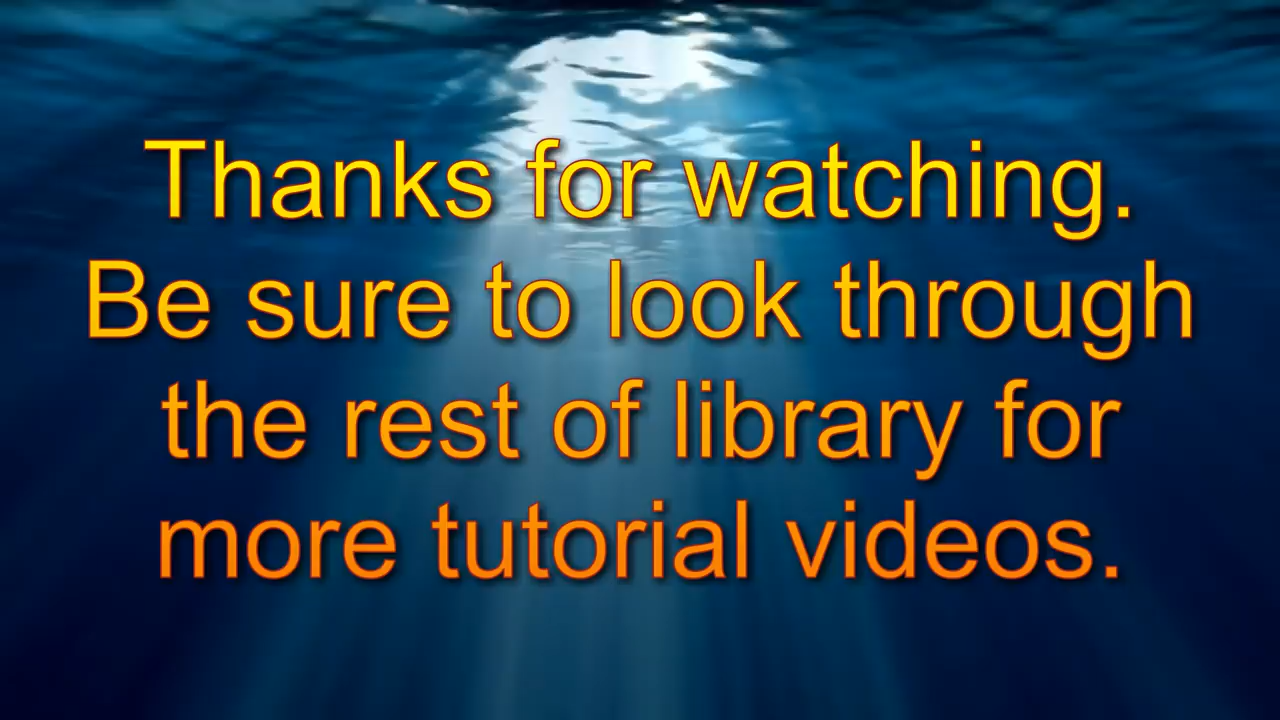 Thanks for watching.
Be sure to look through
the rest of library for
more tutorial videos.